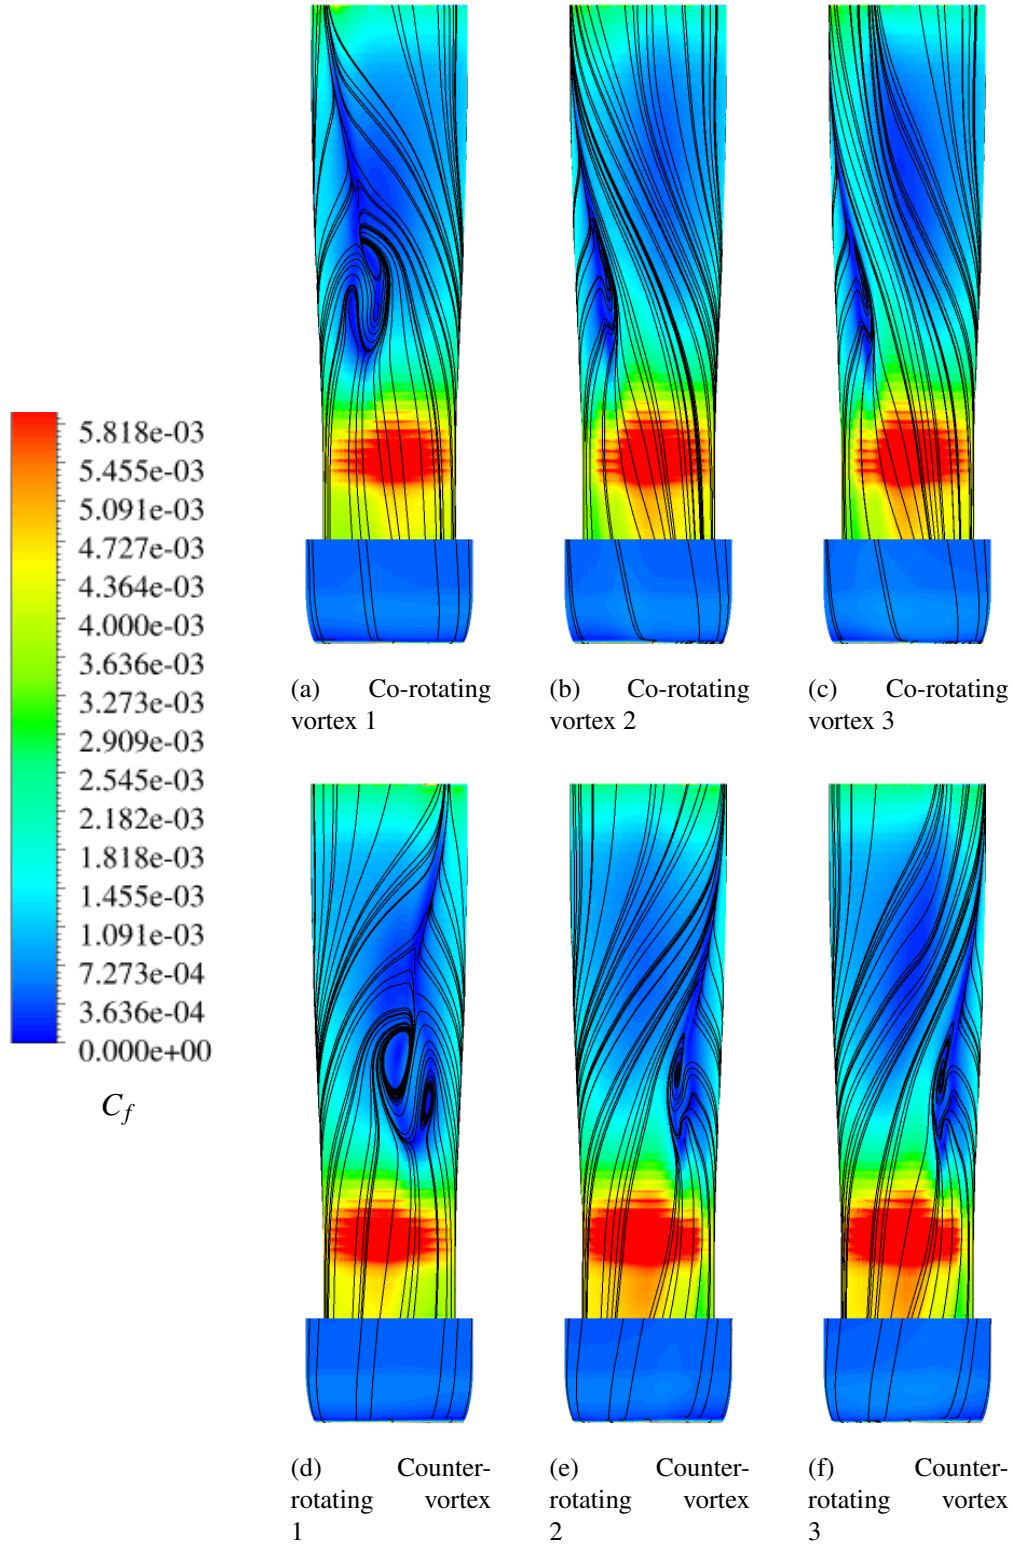 5.818e-03
5.455e-03
5.091e-03
4.727e-03
4.364e-03
4.000e-03
3.636e-03
3.273e-03
2.909e-03
2.545e-03
2.182e-03
1.818e-03
1.455e-03
1.091e-03
7.273e-04
3.636e-04
0.000e+00
C_f
(a) Co-rotating
vortex 1
(b) Co-rotating
vortex 2
(c) Co-rotating
vortex 3
(d) Counter-
rotating vortex
1
(e) Counter-
rotating vortex
2
(f) Counter-
rotating vortex
3